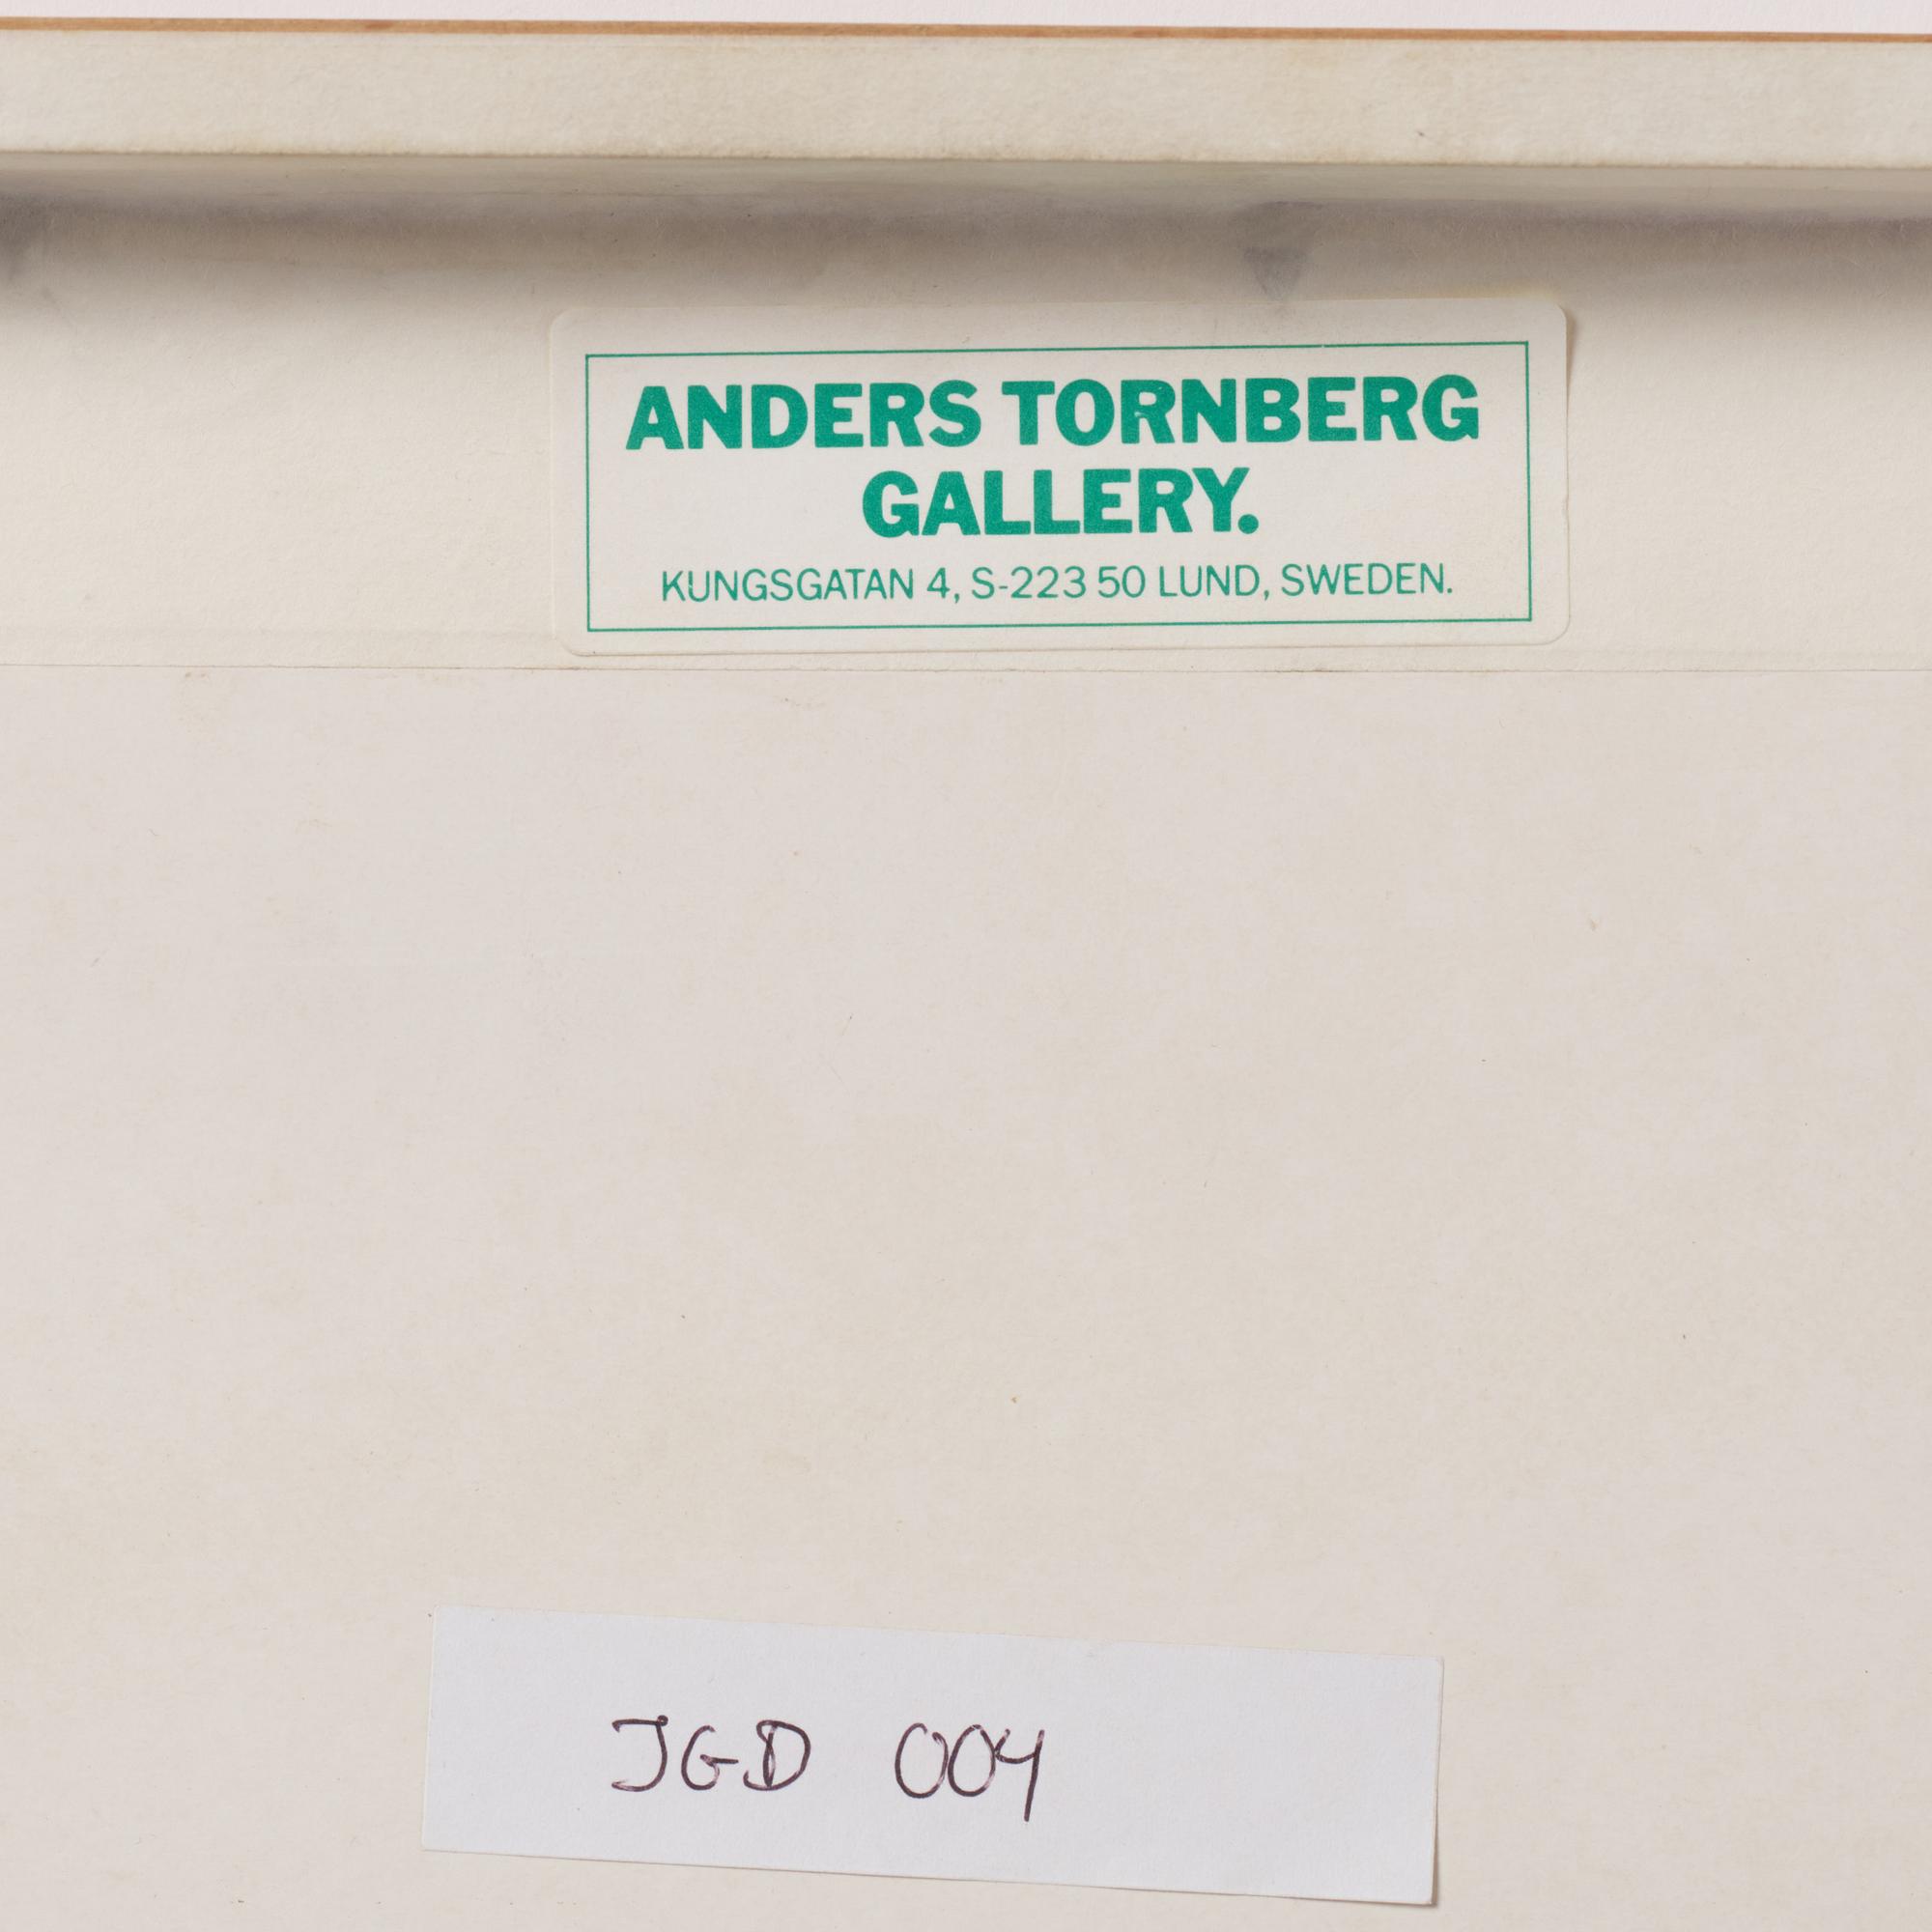 ANDERS TORNBERG
GALLERY.
KUNGSGATAN 4, S-223 50 LUND, SWEDEN.
JGD 004